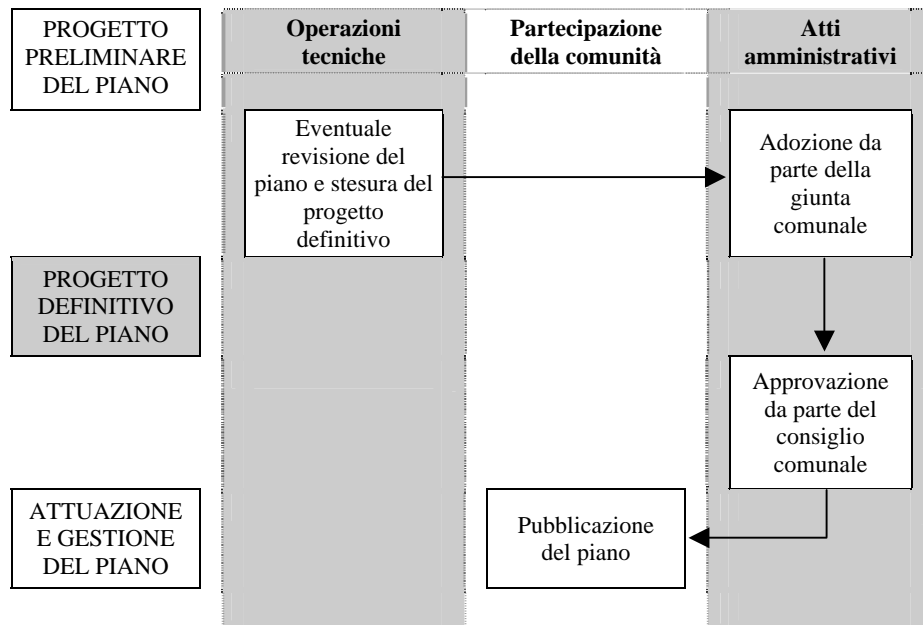 PROGETTO
PRELIMINARE
DEL PIANO
Operazioni
tecniche
Partecipazione
della comunità
Atti
amministrativi
Eventuale
revisione del
piano e stesura del
progetto
definitivo
Adozione da
parte della
giunta
comunale
PROGETTO
DEFINITIVO
DEL PIANO
Approvazione
da parte del
consiglio
comunale
ATTUAZIONE
E GESTIONE
DEL PIANO
Pubblicazione
del piano